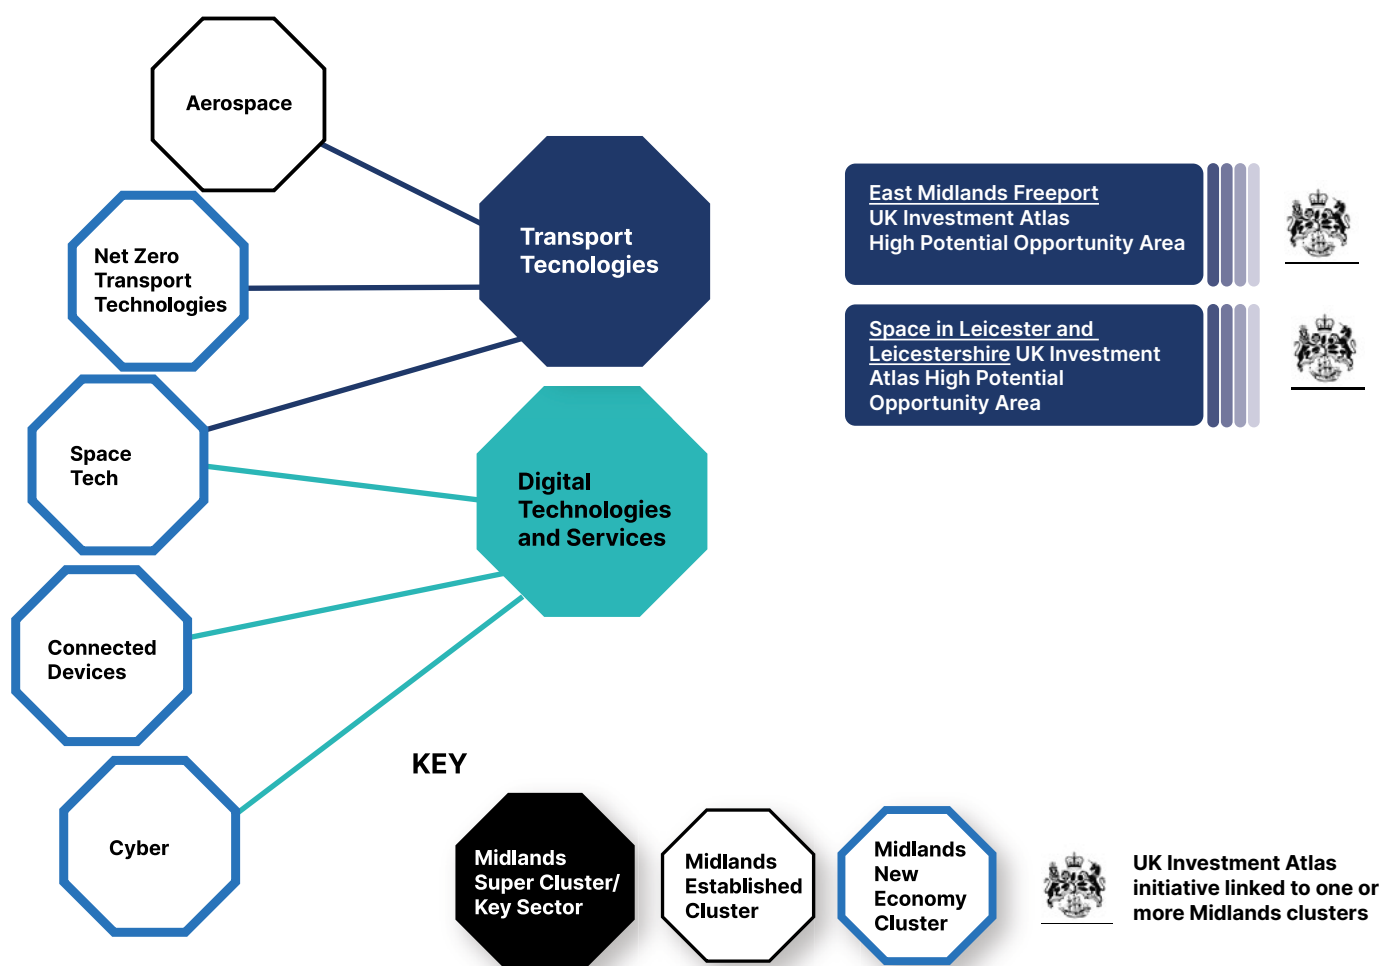 Aerospace
Net Zero
Transport
Technologies
Space
Tech
Connected
Devices
Cyber
Transport
Tecnologies
Digital
Technologies
and Services
East Midlands Freeport
UK Investment Atlas
High Potential Opportunity Area
Space in Leicester and
Leicestershire UK Investment
Atlas High Potential
Opportunity Area
KEY
Midlands
Super Cluster/
Key Sector
Midlands
Established
Cluster
Midlands
New
Economy
Cluster
UK Investment Atlas
initiative linked to one or
more Midlands clusters